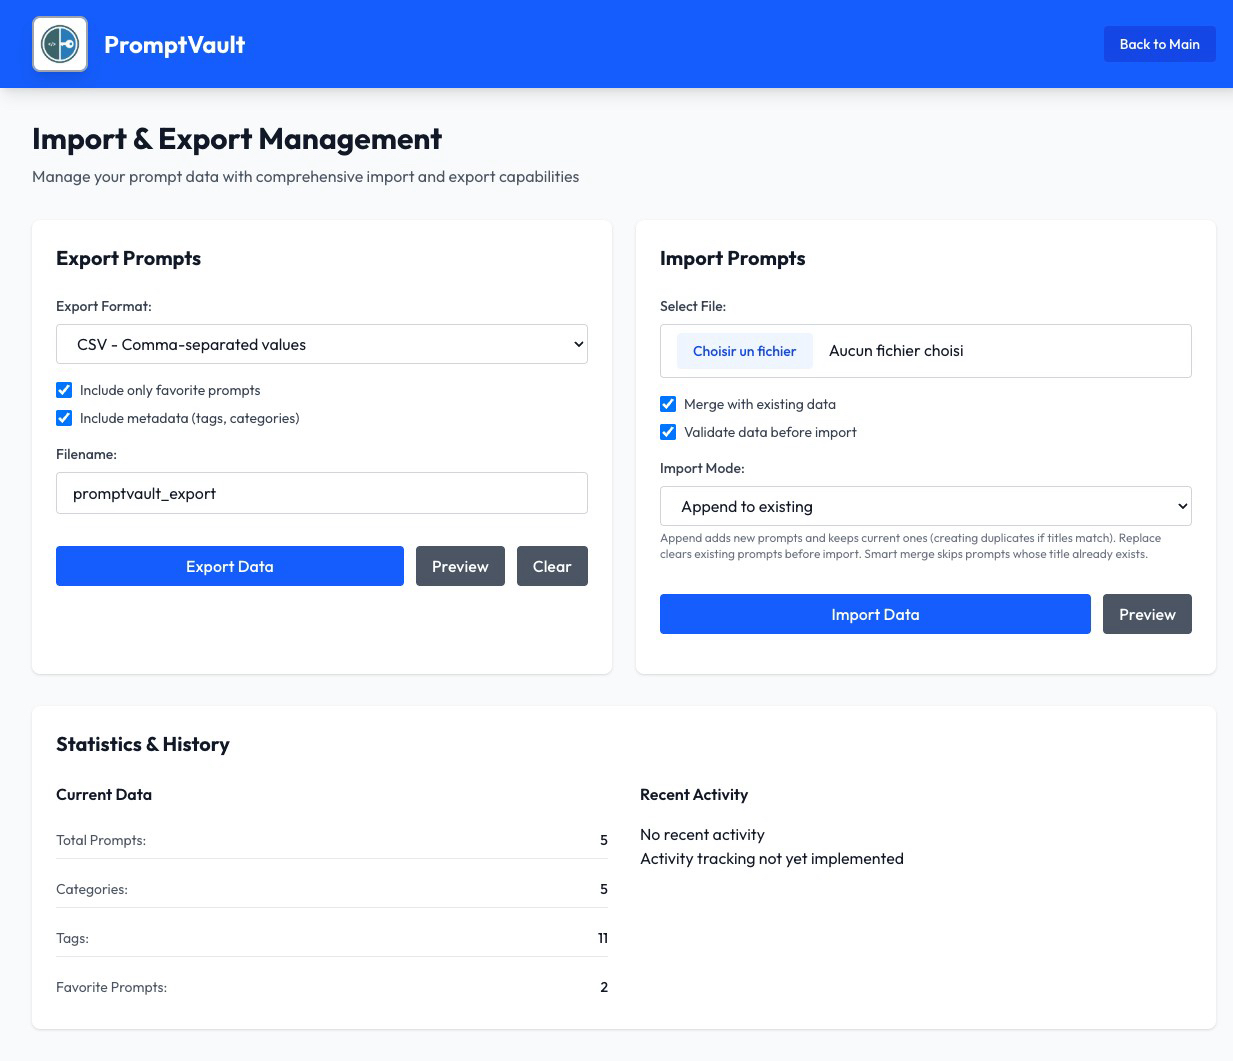 PromptVault
Back to Main
Import & Export Management
Manage your prompt data with comprehensive import and export capabilities
Export Prompts
Export Format:
CSV - Comma-separated values
Include only favorite prompts
Include metadata (tags, categories)
Filename:
promptvault_export
Export Data
Preview
Clear
Import Prompts
Select File:
Choisir un fichier
Aucun fichier choisi
Merge with existing data
Validate data before import
Import Mode:
Append to existing
Append adds new prompts and keeps current ones (creating duplicates if titles match). Replace
clears existing prompts before import. Smart merge skips prompts whose title already exists.
Import Data
Preview
Statistics & History
Current Data
Total Prompts: 5
Categories: 5
Tags: 11
Favorite Prompts: 2
Recent Activity
No recent activity
Activity tracking not yet implemented